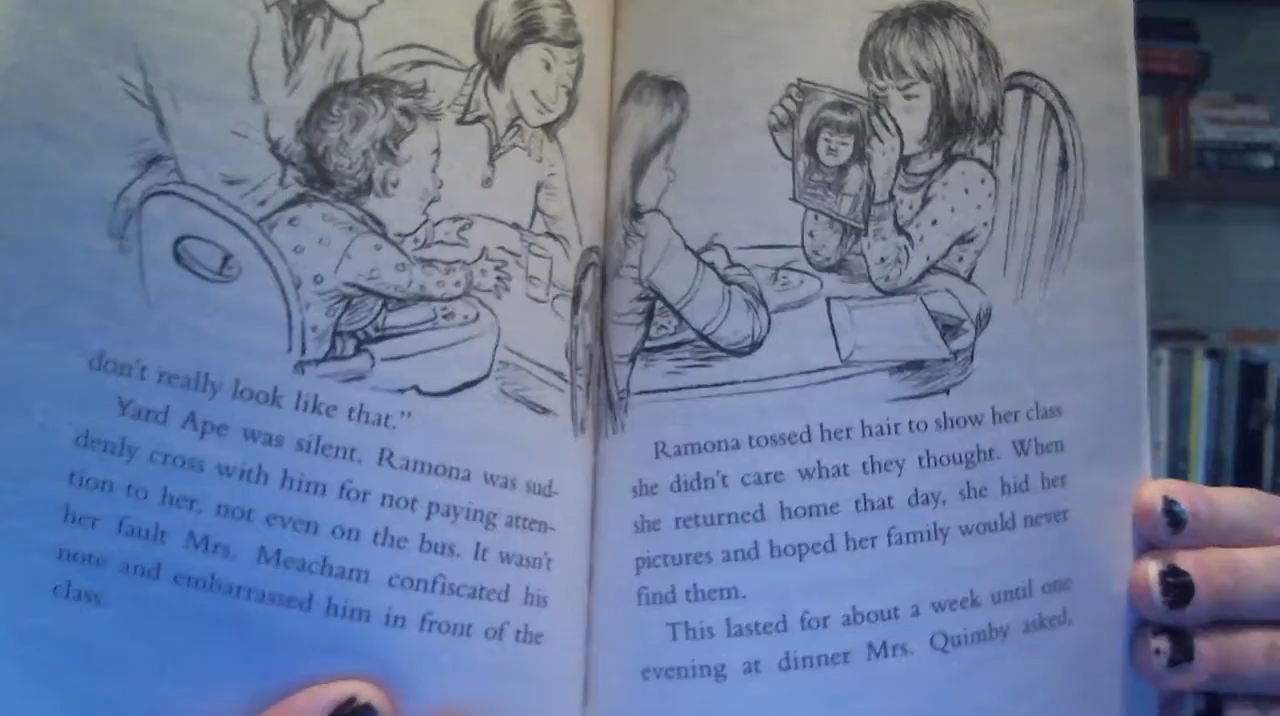 don't really look like that."
Yard Ape was silent. Ramona was sud-
denly cross with him for not paying atten-
tion to her, not even on the bus. It wasn't
her fault Mrs. Meacham confiscated his
note and embarrassed him in front of the
class.
Ramona tossed her hair to show her class
she didn't care what they thought. When
she returned home that day, she hid her
pictures and hoped her family would never
find them.
This lasted for about a week until one
evening at dinner Mrs. Quimby asked,